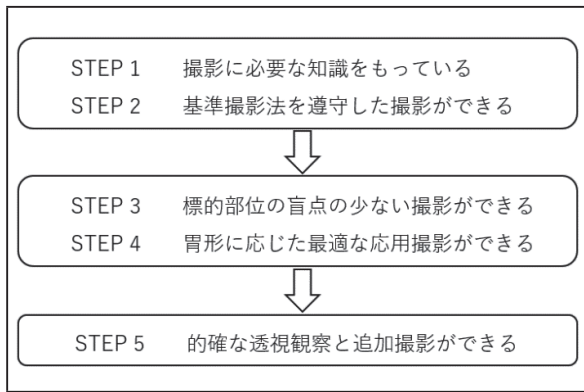 STEP 1　撮影に必要な知識をもっている
STEP 2　基準撮影法を遵守した撮影ができる
STEP 3　標的部位の盲点の少ない撮影ができる
STEP 4　胃形に応じた最適な応用撮影ができる
STEP 5　的確な透視観察と追加撮影ができる